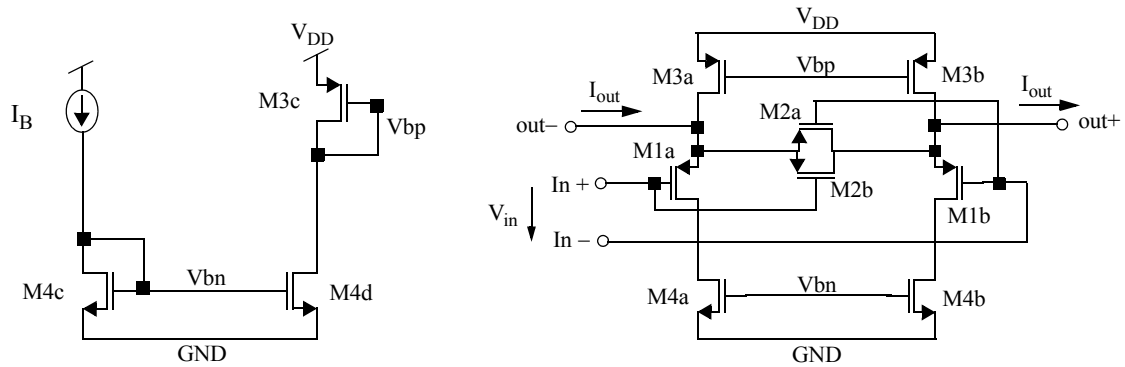 V_DD
M3c
I_B
Vbp
M4c
Vbn
M4d
GND
V_DD
M3a
Vbp
M3b
I_out
I_out
M2a
out−
out+
M1a
In +
M2b
M1b
V_in
In −
M4a
Vbn
M4b
GND